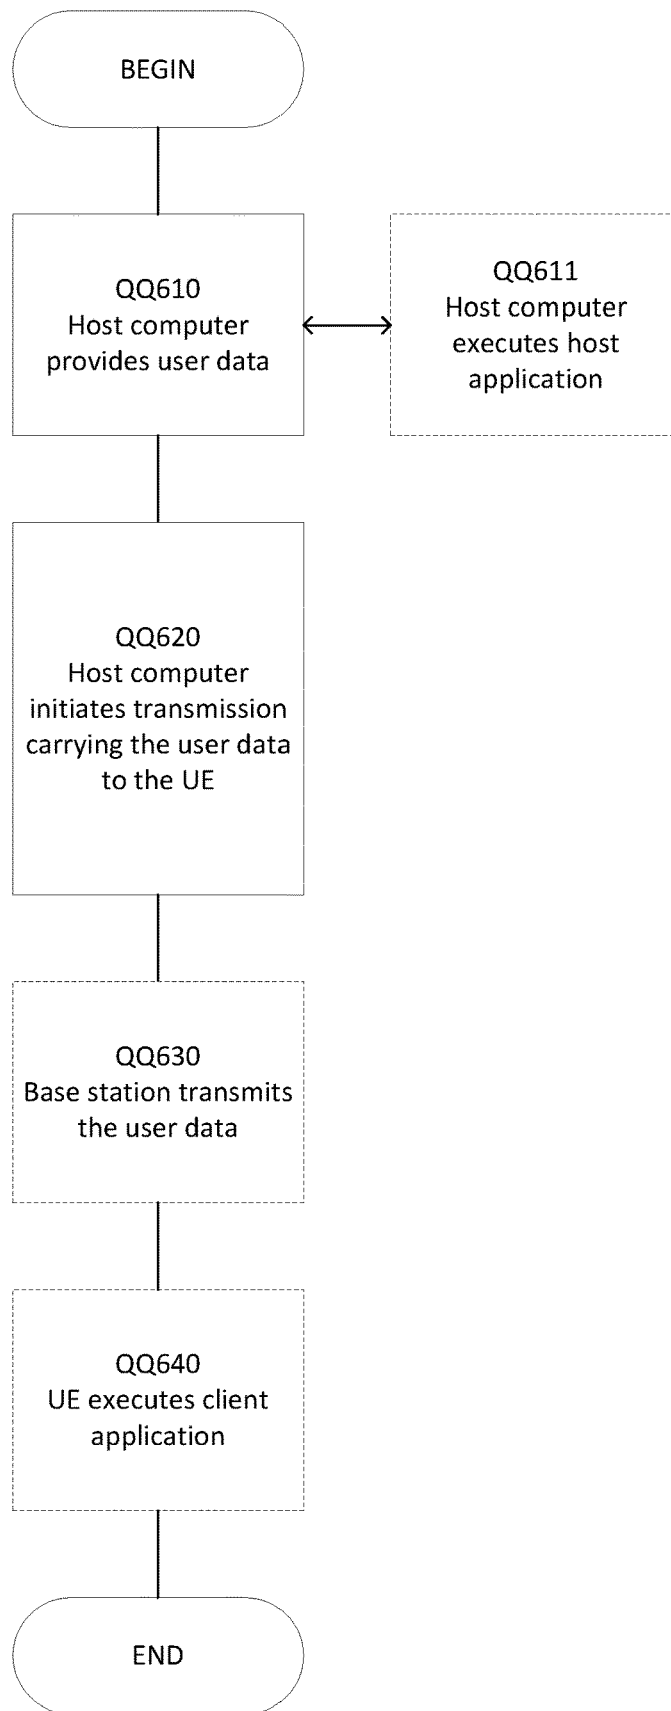 BEGIN
QQ610
Host computer
provides user data
QQ611
Host computer
executes host
application
QQ620
Host computer
initiates transmission
carrying the user data
to the UE
QQ630
Base station transmits
the user data
QQ640
UE executes client
application
END